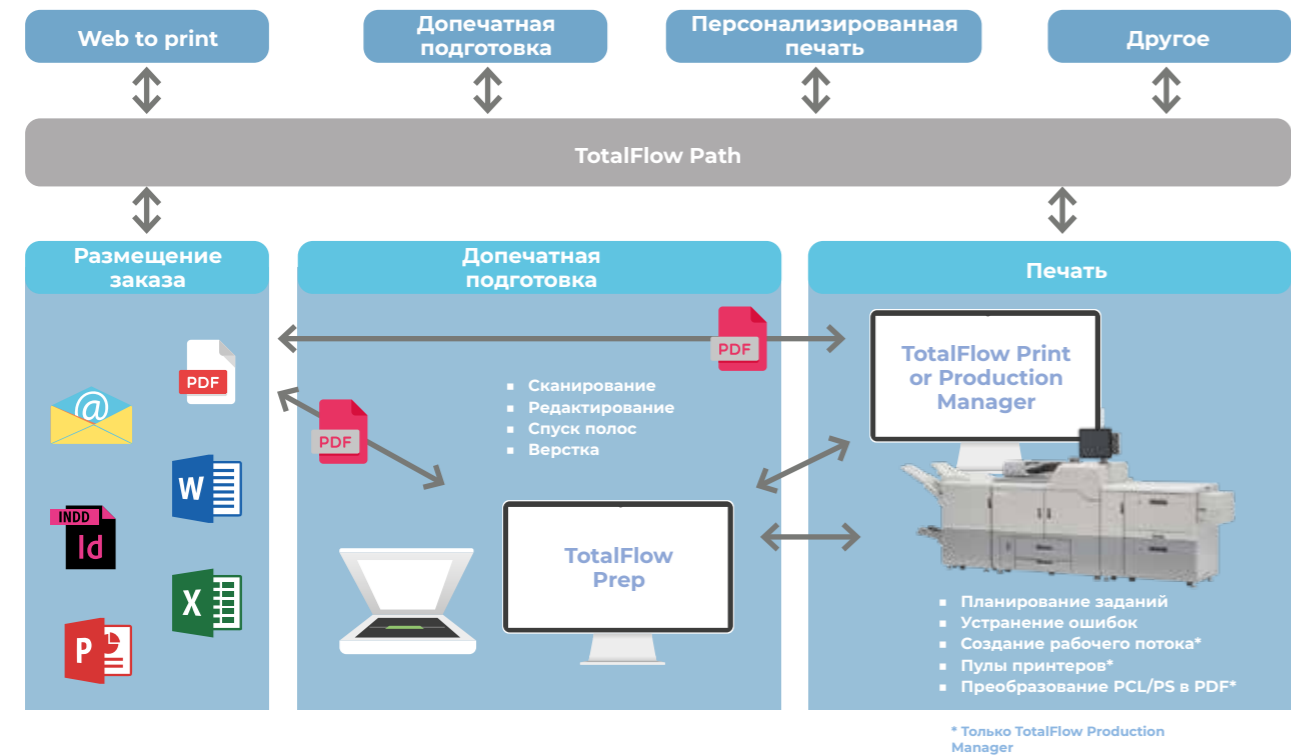 Web to print
Допечатная
подготовка
Персонализированная
печать
Другое
TotalFlow Path
Размещение
заказа
Допечатная
подготовка
Печать
PDF
@
W
INDD
Id
X
P
PDF
PDF
Сканирование
Редактирование
Спуск полос
Верстка
TotalFlow
Prep
TotalFlow Print
or Production
Manager
Планирование заданий
Устранение ошибок
Создание рабочего потока*
Пулы принтеров*
Преобразование PCL/PS в PDF*
* Только TotalFlow Production
Manager